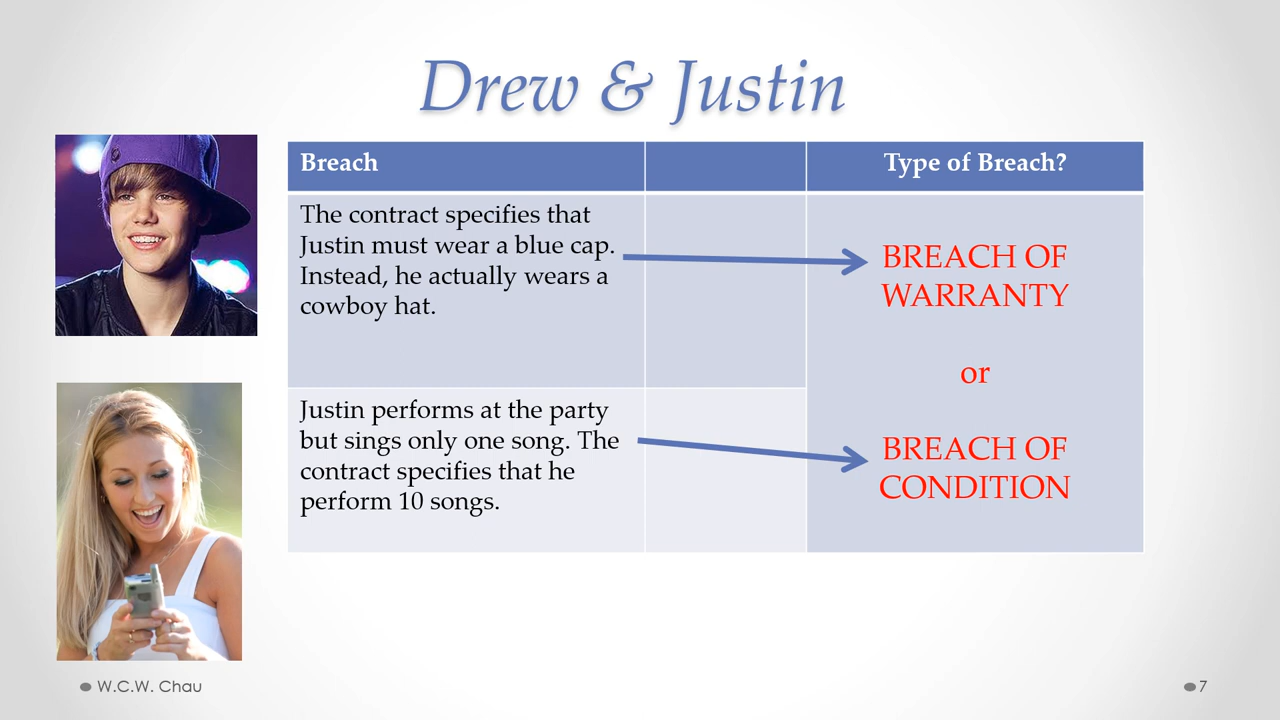 Drew & Justin
Breach
Type of Breach?
The contract specifies that
Justin must wear a blue cap.
Instead, he actually wears a
cowboy hat.
BREACH OF
WARRANTY
or
Justin performs at the party
but sings only one song. The
contract specifies that he
perform 10 songs.
BREACH OF
CONDITION
W.C.W. Chau
7